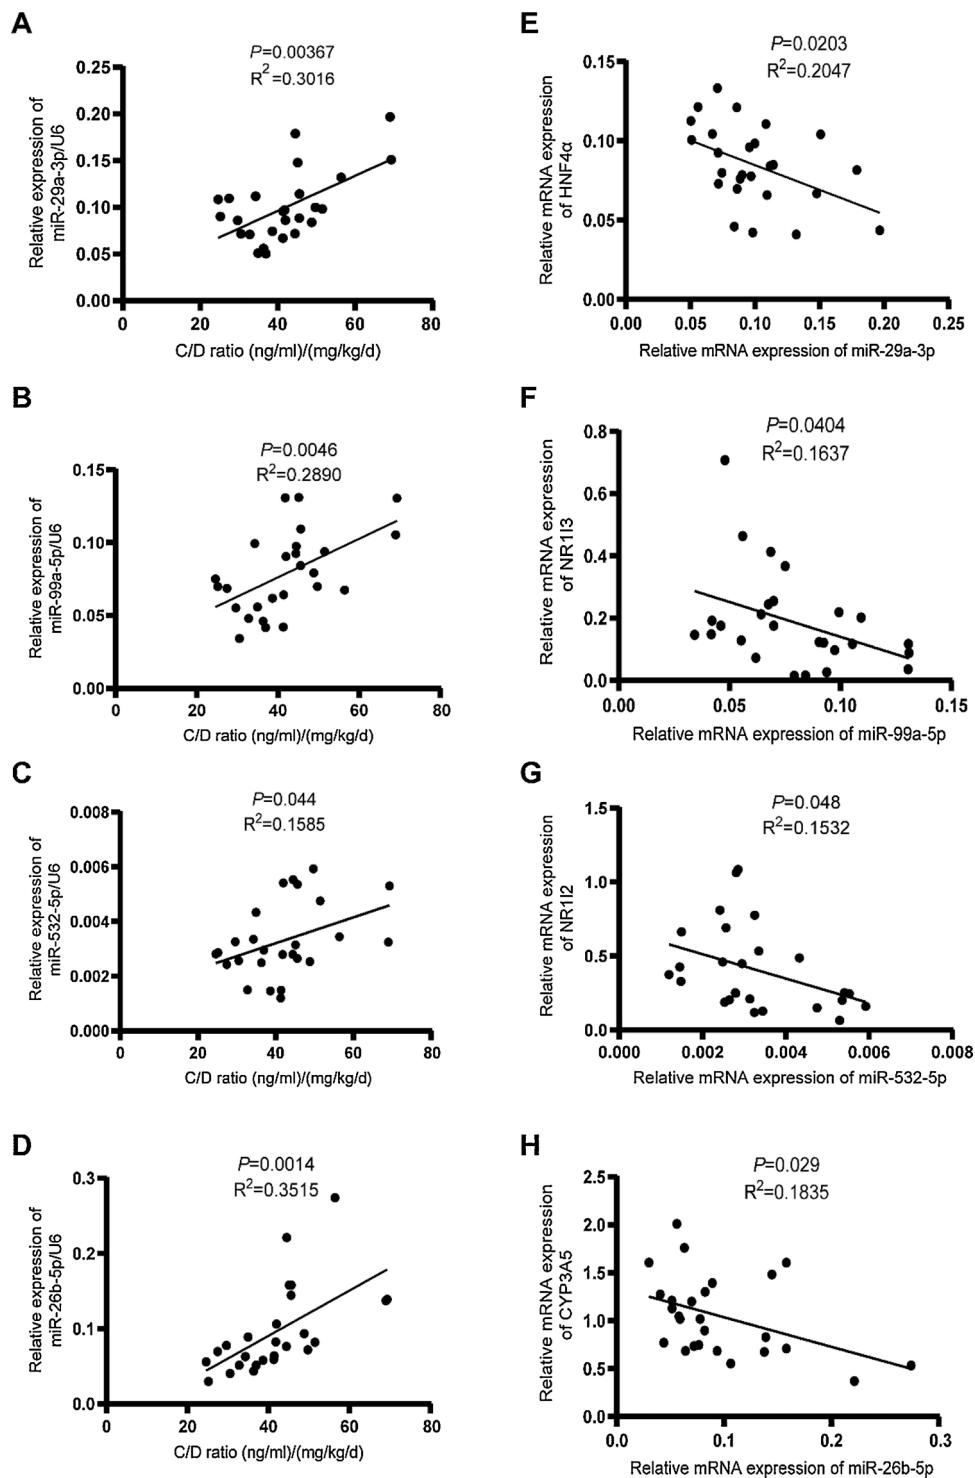 A
P=0.00367
R²=0.3016
Relative expression of
miR-29a-3p/U6
0.25
0.20
0.15
0.10
0.05
0.00
0 20 40 60 80
C/D ratio (ng/ml)/(mg/kg/d)
B
P=0.0046
R²=0.2890
Relative expression of
miR-99a-5p/U6
0.15
0.10
0.05
0.00
0 20 40 60 80
C/D ratio (ng/ml)/(mg/kg/d)
C
P=0.044
R²=0.1585
Relative expression of
miR-532-5p/U6
0.008
0.006
0.004
0.002
0.000
0 20 40 60 80
C/D ratio (ng/ml)/(mg/kg/d)
D
P=0.0014
R²=0.3515
Relative expression of
miR-26b-5p/U6
0.3
0.2
0.1
0.0
0 20 40 60 80
C/D ratio (ng/ml)/(mg/kg/d)
E
P=0.0203
R²=0.2047
Relative mRNA expression
of HNF4α
0.15
0.10
0.05
0.00
0.00 0.05 0.10 0.15 0.20 0.25
Relative mRNA expression of miR-29a-3p
F
P=0.0404
R²=0.1637
Relative mRNA expression
of NR1I3
0.8
0.6
0.4
0.2
0.0
0.00 0.05 0.10 0.15
Relative mRNA expression of miR-99a-5p
G
P=0.048
R²=0.1532
Relative mRNA expression
of NR1I2
1.5
1.0
0.5
0.0
0.000 0.002 0.004 0.006 0.008
Relative mRNA expression of miR-532-5p
H
P=0.029
R²=0.1835
Relative mRNA expression
of CYP3A5
2.5
2.0
1.5
1.0
0.5
0.0
0.0 0.1 0.2 0.3
Relative mRNA expression of miR-26b-5p